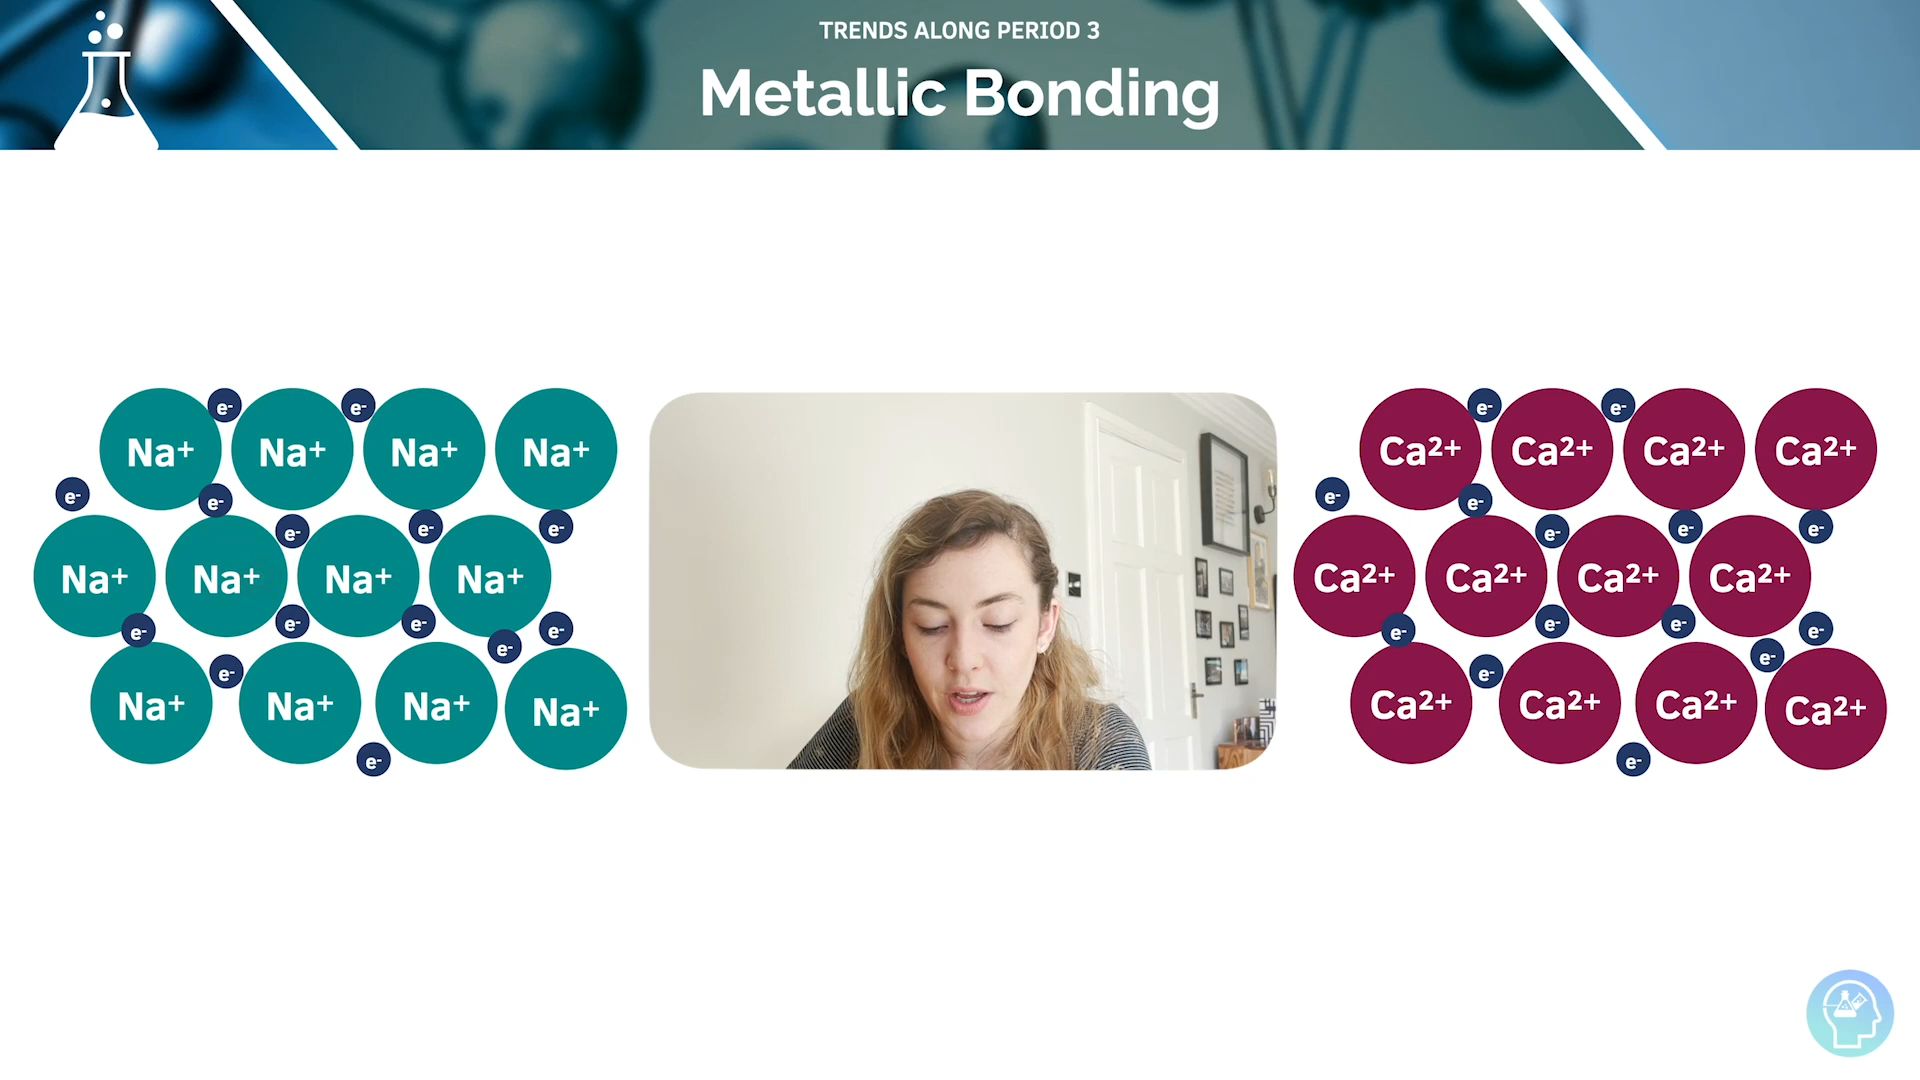 TRENDS ALONG PERIOD 3
Metallic Bonding
e- e-
Na+ Na+ Na+ Na+
e- e- e- e- e-
Na+ Na+ Na+ Na+
e- e- e- e- e-
e-
Na+ Na+ Na+ Na+
e-
e- e-
Ca2+ Ca2+ Ca2+ Ca2+
e- e- e- e- e-
Ca2+ Ca2+ Ca2+ Ca2+
e- e- e- e- e-
e-
Ca2+ Ca2+ Ca2+ Ca2+
e-